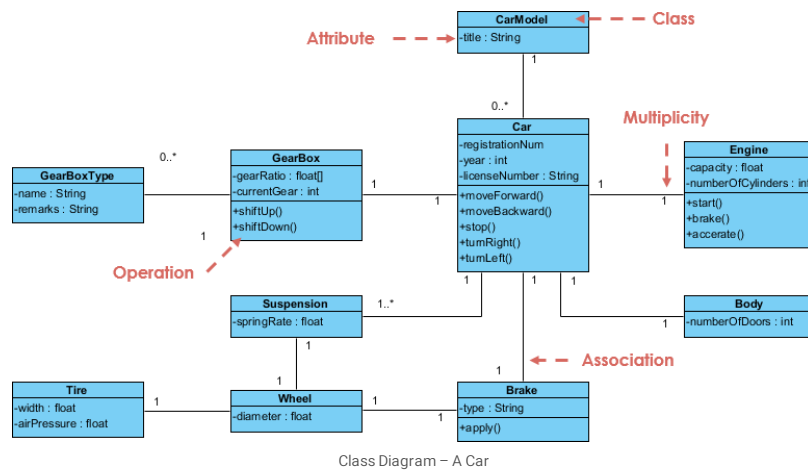 CarModel
-title : String
Class
Attribute
1
0..*
Car
-registrationNum
-year : int
-licenseNumber : String
+moveForward()
+moveBackward()
+stop()
+turnRight()
+turnLeft()
Multiplicity
Engine
-capacity : float
-numberOfCylinders : int
+start()
+brake()
+accerate()
1
1
GearBoxType
-name : String
-remarks : String
0..*
1
GearBox
-gearRatio : float[]
-currentGear : int
+shiftUp()
+shiftDown()
1
1
Operation
1
1
1
1
Suspension
-springRate : float
1..*
Body
-numberOfDoors : int
1
1
1
Association
1
Tire
-width : float
-airPressure : float
1
1
Wheel
-diameter : float
1
1
Brake
-type : String
+apply()
Class Diagram – A Car